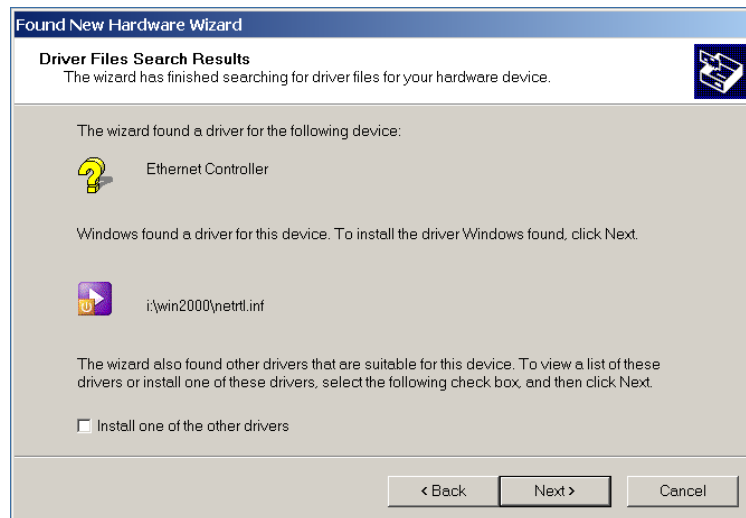 Found New Hardware Wizard
Driver Files Search Results
The wizard has finished searching for driver files for your hardware device.
The wizard found a driver for the following device:
Ethernet Controller
Windows found a driver for this device. To install the driver Windows found, click Next.
i:\win2000\netrtl.inf
The wizard also found other drivers that are suitable for this device. To view a list of these
drivers or install one of these drivers, select the following check box, and then click Next.
Install one of the other drivers
< Back Next > Cancel